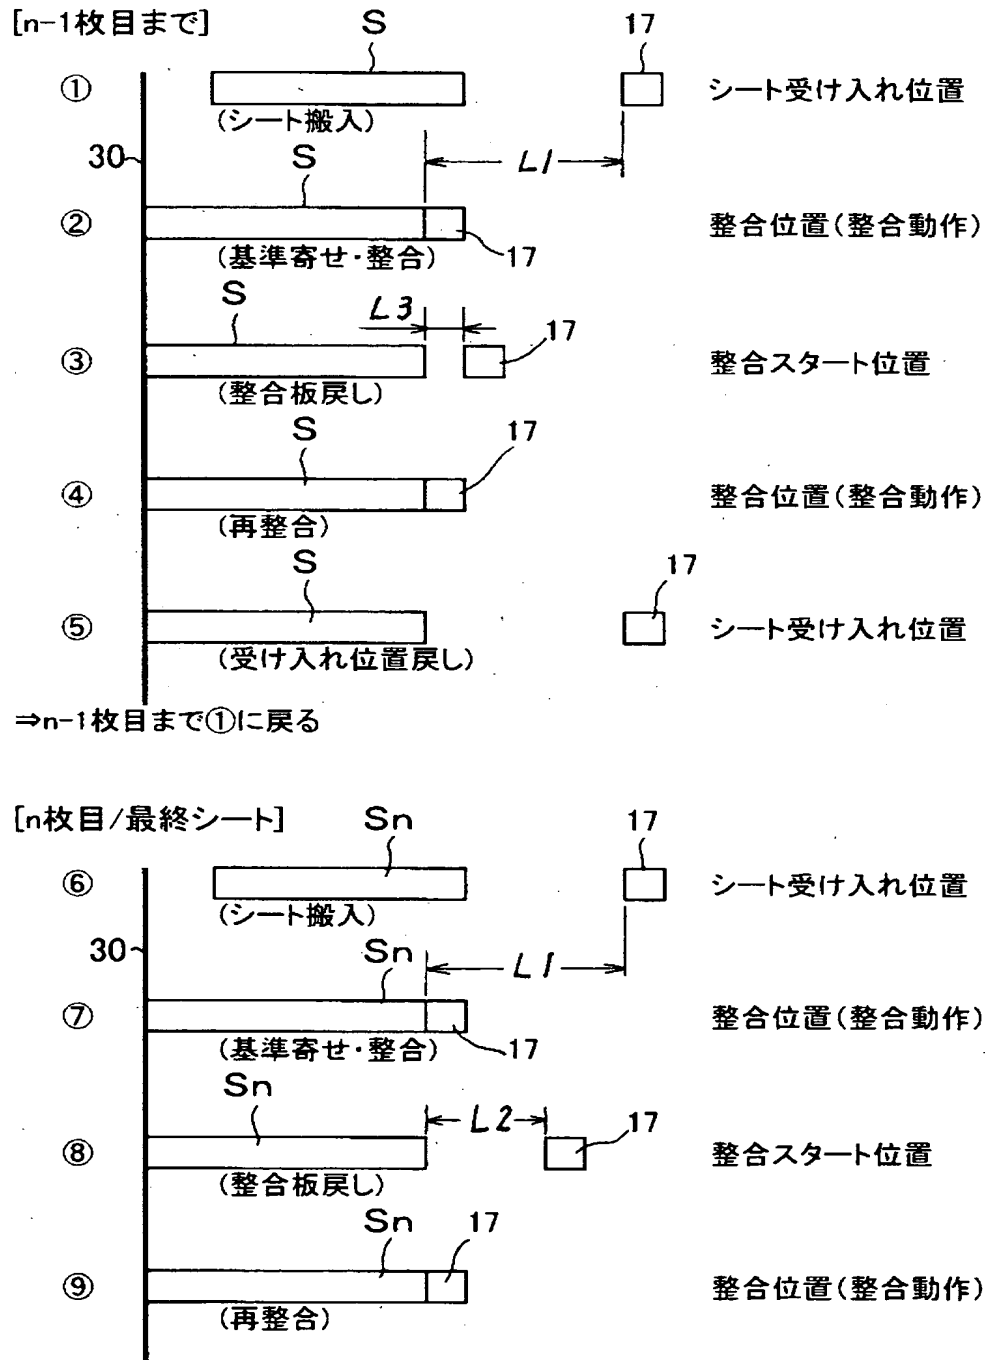 [n-1枚目まで]
S
17
① シート受け入れ位置
(シート搬入)
30
L1
S
② 整合位置(整合動作)
(基準寄せ・整合)
17
S
L3
17
③ 整合スタート位置
(整合板戻し)
S
17
④ 整合位置(整合動作)
(再整合)
S
17
⑤ シート受け入れ位置
(受け入れ位置戻し)
⇒n-1枚目まで①に戻る
[n枚目/最終シート]
Sn
17
⑥ シート受け入れ位置
(シート搬入)
30
Sn
L1
⑦ 整合位置(整合動作)
(基準寄せ・整合)
17
Sn
L2
17
⑧ 整合スタート位置
(整合板戻し)
Sn
17
⑨ 整合位置(整合動作)
(再整合)